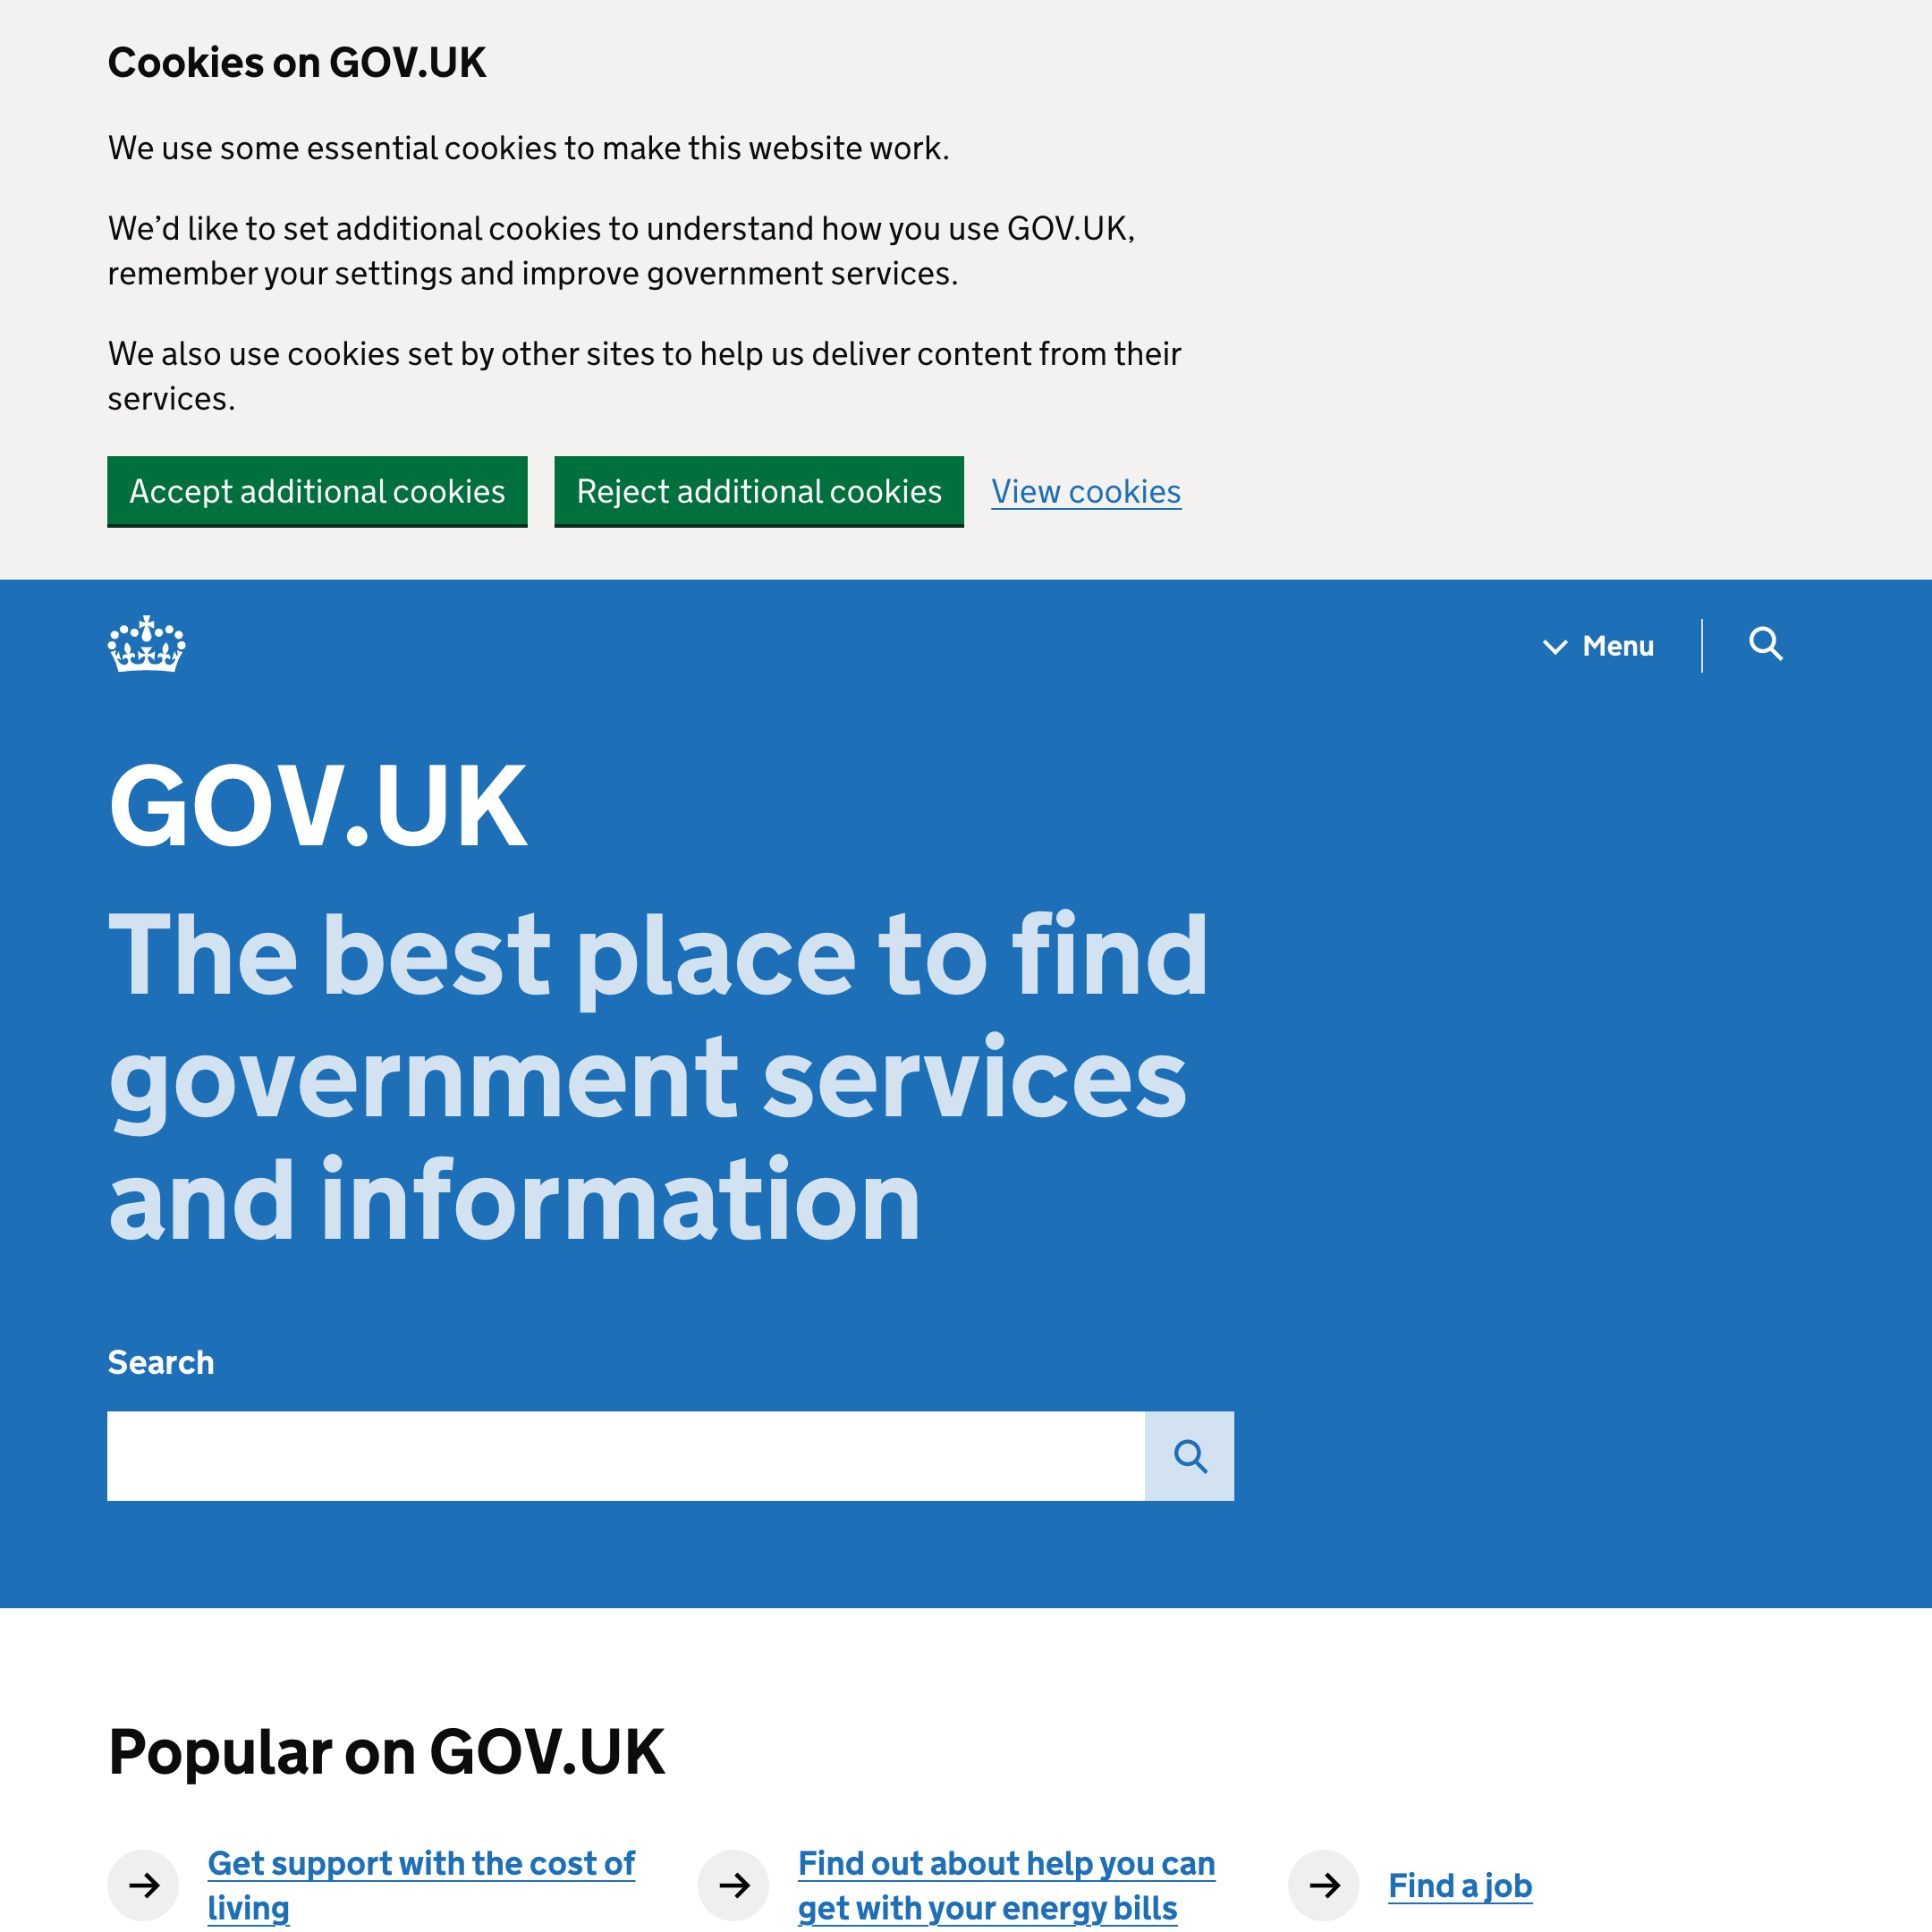 Cookies on GOV.UK
We use some essential cookies to make this website work.
We’d like to set additional cookies to understand how you use GOV.UK,
remember your settings and improve government services.
We also use cookies set by other sites to help us deliver content from their
services.
Accept additional cookies
Reject additional cookies
View cookies
Menu
GOV.UK
The best place to find
government services
and information
Search
Popular on GOV.UK
Get support with the cost of
living
Find out about help you can
get with your energy bills
Find a job